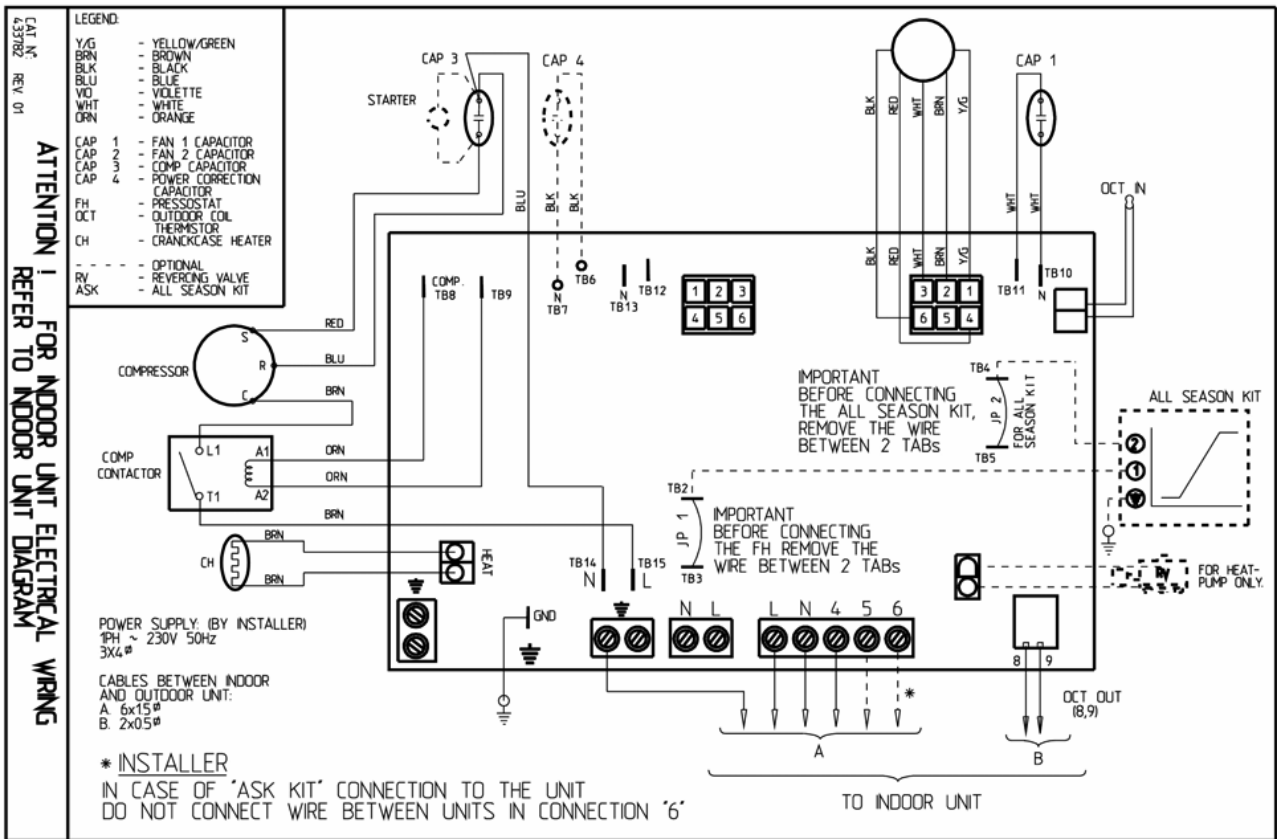 CAT N°:
433782 REV. 01
ATTENTION ! FOR INDOOR UNIT ELECTRICAL WIRING
REFER TO INDOOR UNIT DIAGRAM
LEGEND:
Y/G - YELLOW/GREEN
BRN - BROWN
BLK - BLACK
BLU - BLUE
VIO - VIOLETTE
WHT - WHITE
ORN - ORANGE
CAP 1 - FAN 1 CAPACITOR
CAP 2 - FAN 2 CAPACITOR
CAP 3 - COMP CAPACITOR
CAP 4 - POWER CORRECTION
CAPACITOR
FH - PRESSOSTAT
OCT - OUTDOOR COIL
THERMISTOR
CH - CRANCKCASE HEATER
- - - - - - OPTIONAL
RV - REVERCING VALVE
ASK - ALL SEASON KIT
CAP 3
STARTER
CAP 4
BLU
BLK
BLK
BLK
RED
WHT
BRN
Y/G
CAP 1
WHT
WHT
OCT IN
BLK
RED
WHT
BRN
Y/G
COMP.
TB8
TB9
TB6
N
TB7
N
TB13
TB12
1 2 3
4 5 6
3 2 1
6 5 4
TB11
TB10
N
COMPRESSOR
S
R
C
RED
BLU
BRN
COMP
CONTACTOR
L1
T1
A1
A2
ORN
ORN
BRN
CH
BRN
BRN
HEAT
IMPORTANT
BEFORE CONNECTING
THE ALL SEASON KIT,
REMOVE THE WIRE
BETWEEN 2 TABs
TB4
JP 2
FOR ALL
SEASON KIT
TB5
ALL SEASON KIT
2
1
TB2
JP 1
TB3
IMPORTANT
BEFORE CONNECTING
THE FH REMOVE THE
WIRE BETWEEN 2 TABs
TB14
N
TB15
L
RV
FOR HEAT-
PUMP ONLY.
GND
N L
L N 4 5 6
8 9
POWER SUPPLY: (BY INSTALLER)
1PH ~ 230V 50Hz
3X4⌀
CABLES BETWEEN INDOOR
AND OUTDOOR UNIT:
A. 6x1.5⌀
B. 2x0.5⌀
*
OCT OUT
(8,9)
A
B
TO INDOOR UNIT
* INSTALLER
IN CASE OF "ASK KIT" CONNECTION TO THE UNIT
DO NOT CONNECT WIRE BETWEEN UNITS IN CONNECTION "6"